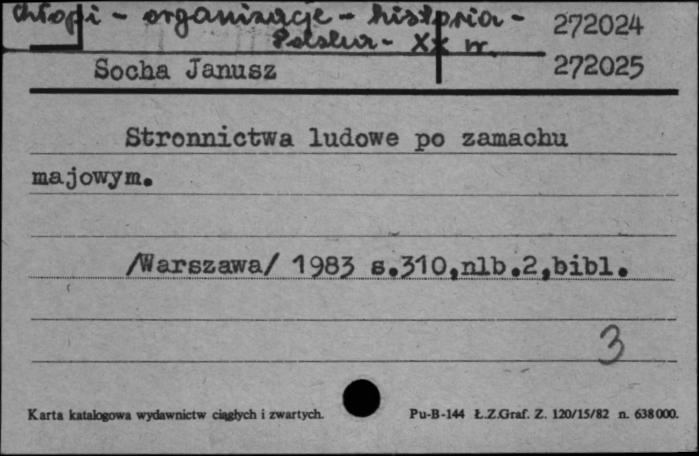 Chłopi - organizacje - historia - 272024
Polska - XX w.
Socha Janusz 272025
Stronnictwa ludowe po zamachu
majowym.
/Warszawa/ 1983 s.310,nlb.2,bibl.
3
Karta katalogowa wydawnictw ciągłych i zwartych. Pu-B-144 Ł.Z.Graf. Z. 120/15/82 n. 638000.